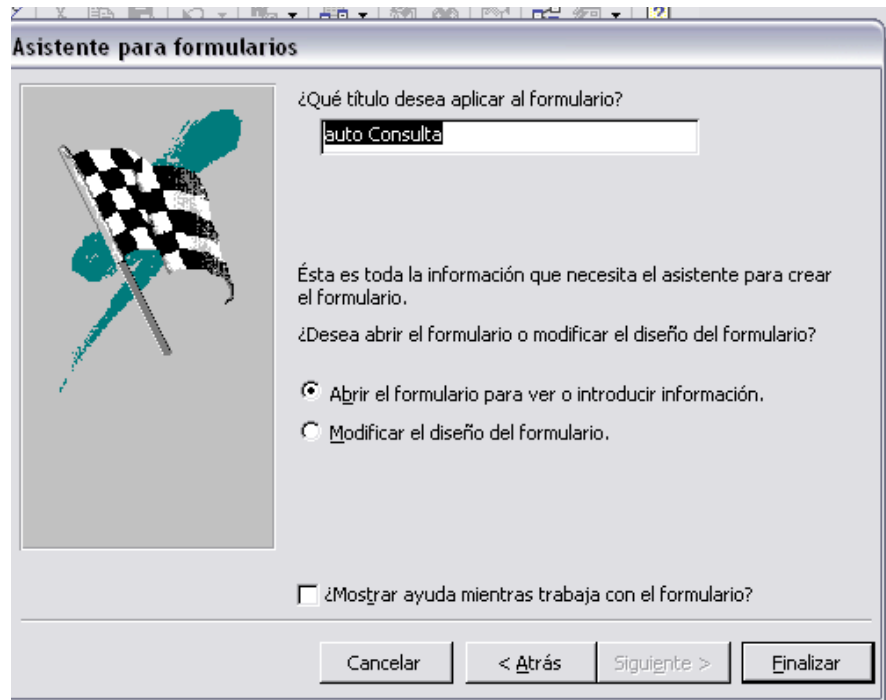 Asistente para formularios
¿Qué título desea aplicar al formulario?
auto Consulta
Ésta es toda la información que necesita el asistente para crear
el formulario.
¿Desea abrir el formulario o modificar el diseño del formulario?
Abrir el formulario para ver o introducir información.
Modificar el diseño del formulario.
¿Mostrar ayuda mientras trabaja con el formulario?
Cancelar
< Atrás
Siguiente >
Finalizar